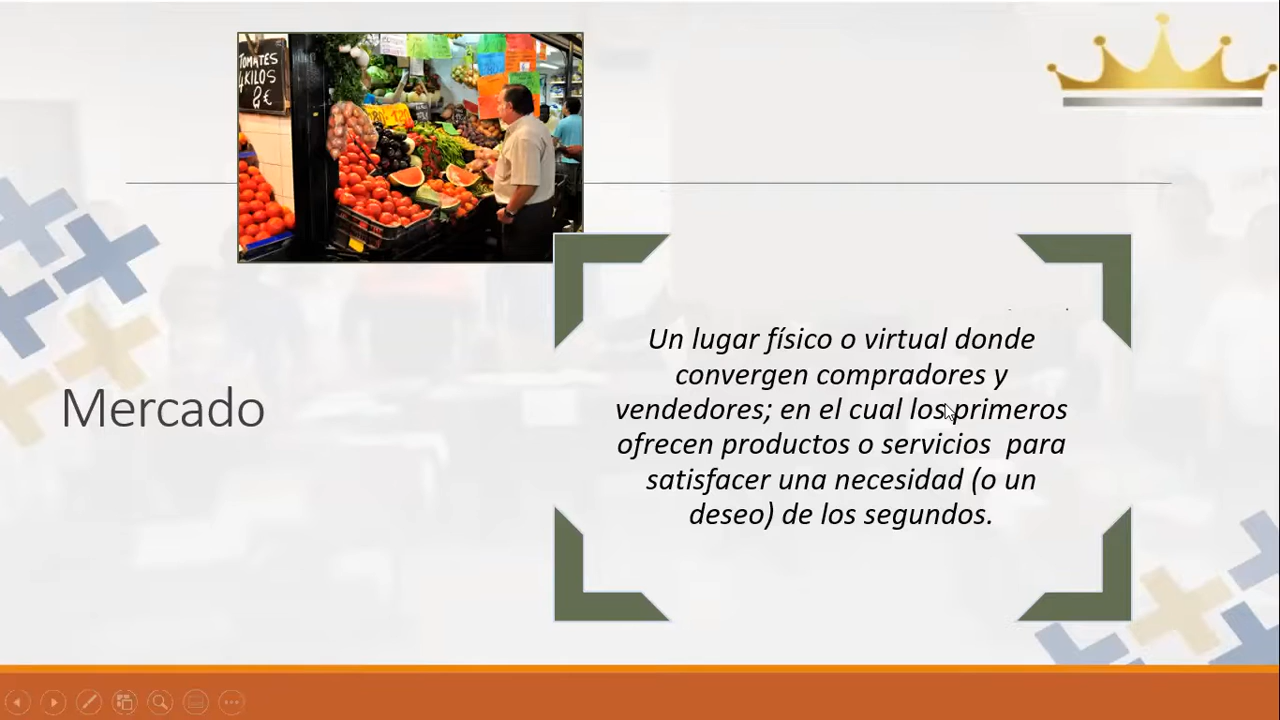 TOMATES
4 KILOS
2€
Mercado
Un lugar físico o virtual donde
convergen compradores y
vendedores; en el cual los primeros
ofrecen productos o servicios para
satisfacer una necesidad (o un
deseo) de los segundos.